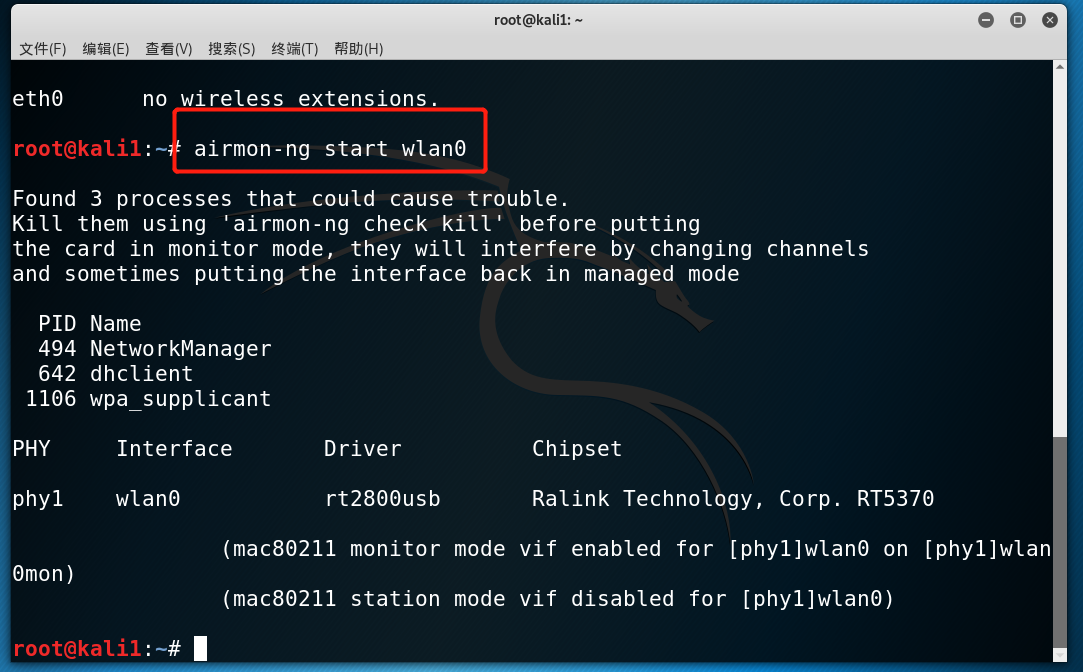 root@kali1: ~
文件(F) 编辑(E) 查看(V) 搜索(S) 终端(T) 帮助(H)
eth0      no wireless extensions.
root@kali1:~# airmon-ng start wlan0
Found 3 processes that could cause trouble.
Kill them using 'airmon-ng check kill' before putting
the card in monitor mode, they will interfere by changing channels
and sometimes putting the interface back in managed mode
  PID Name
  494 NetworkManager
  642 dhclient
 1106 wpa_supplicant
PHY     Interface       Driver          Chipset
phy1    wlan0           rt2800usb       Ralink Technology, Corp. RT5370
                (mac80211 monitor mode vif enabled for [phy1]wlan0 on [phy1]wlan
0mon)
                (mac80211 station mode vif disabled for [phy1]wlan0)
root@kali1:~#